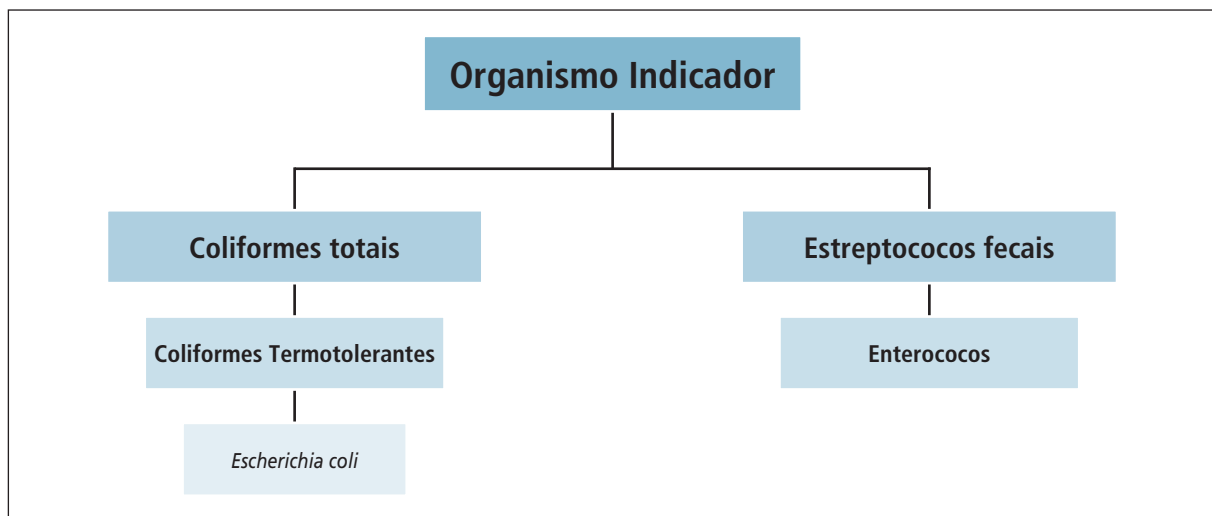 Organismo Indicador
Coliformes totais
Estreptococos fecais
Coliformes Termotolerantes
Enterococos
Escherichia coli